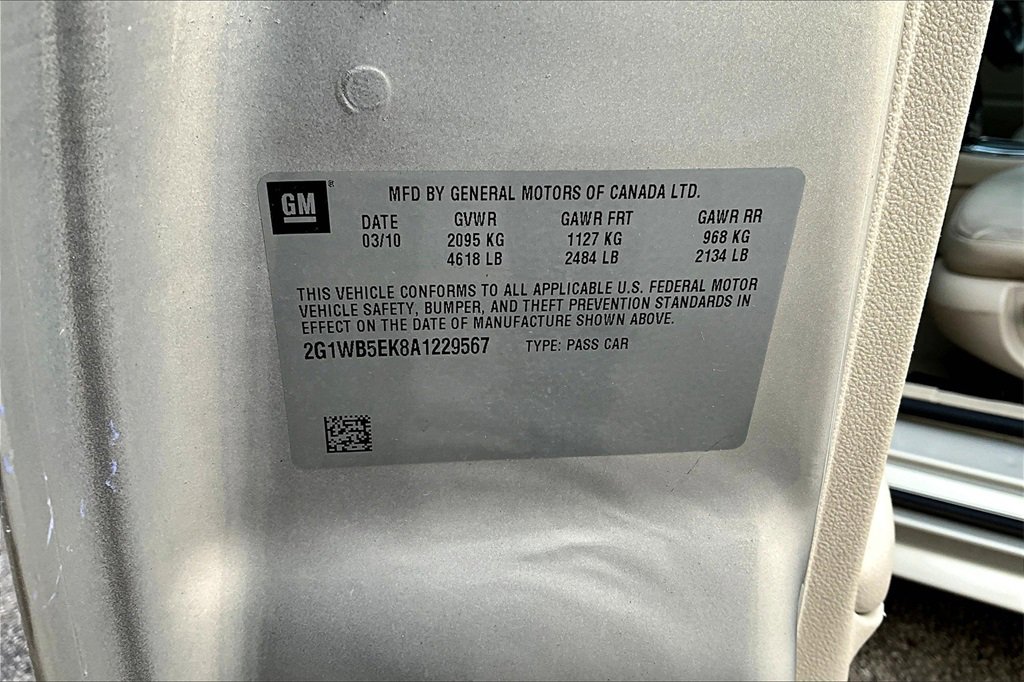 GM
MFD BY GENERAL MOTORS OF CANADA LTD.
DATE GVWR GAWR FRT GAWR RR
03/10 2095 KG 1127 KG 968 KG
4618 LB 2484 LB 2134 LB
THIS VEHICLE CONFORMS TO ALL APPLICABLE U.S. FEDERAL MOTOR
VEHICLE SAFETY, BUMPER, AND THEFT PREVENTION STANDARDS IN
EFFECT ON THE DATE OF MANUFACTURE SHOWN ABOVE.
2G1WB5EK8A1229567 TYPE: PASS CAR